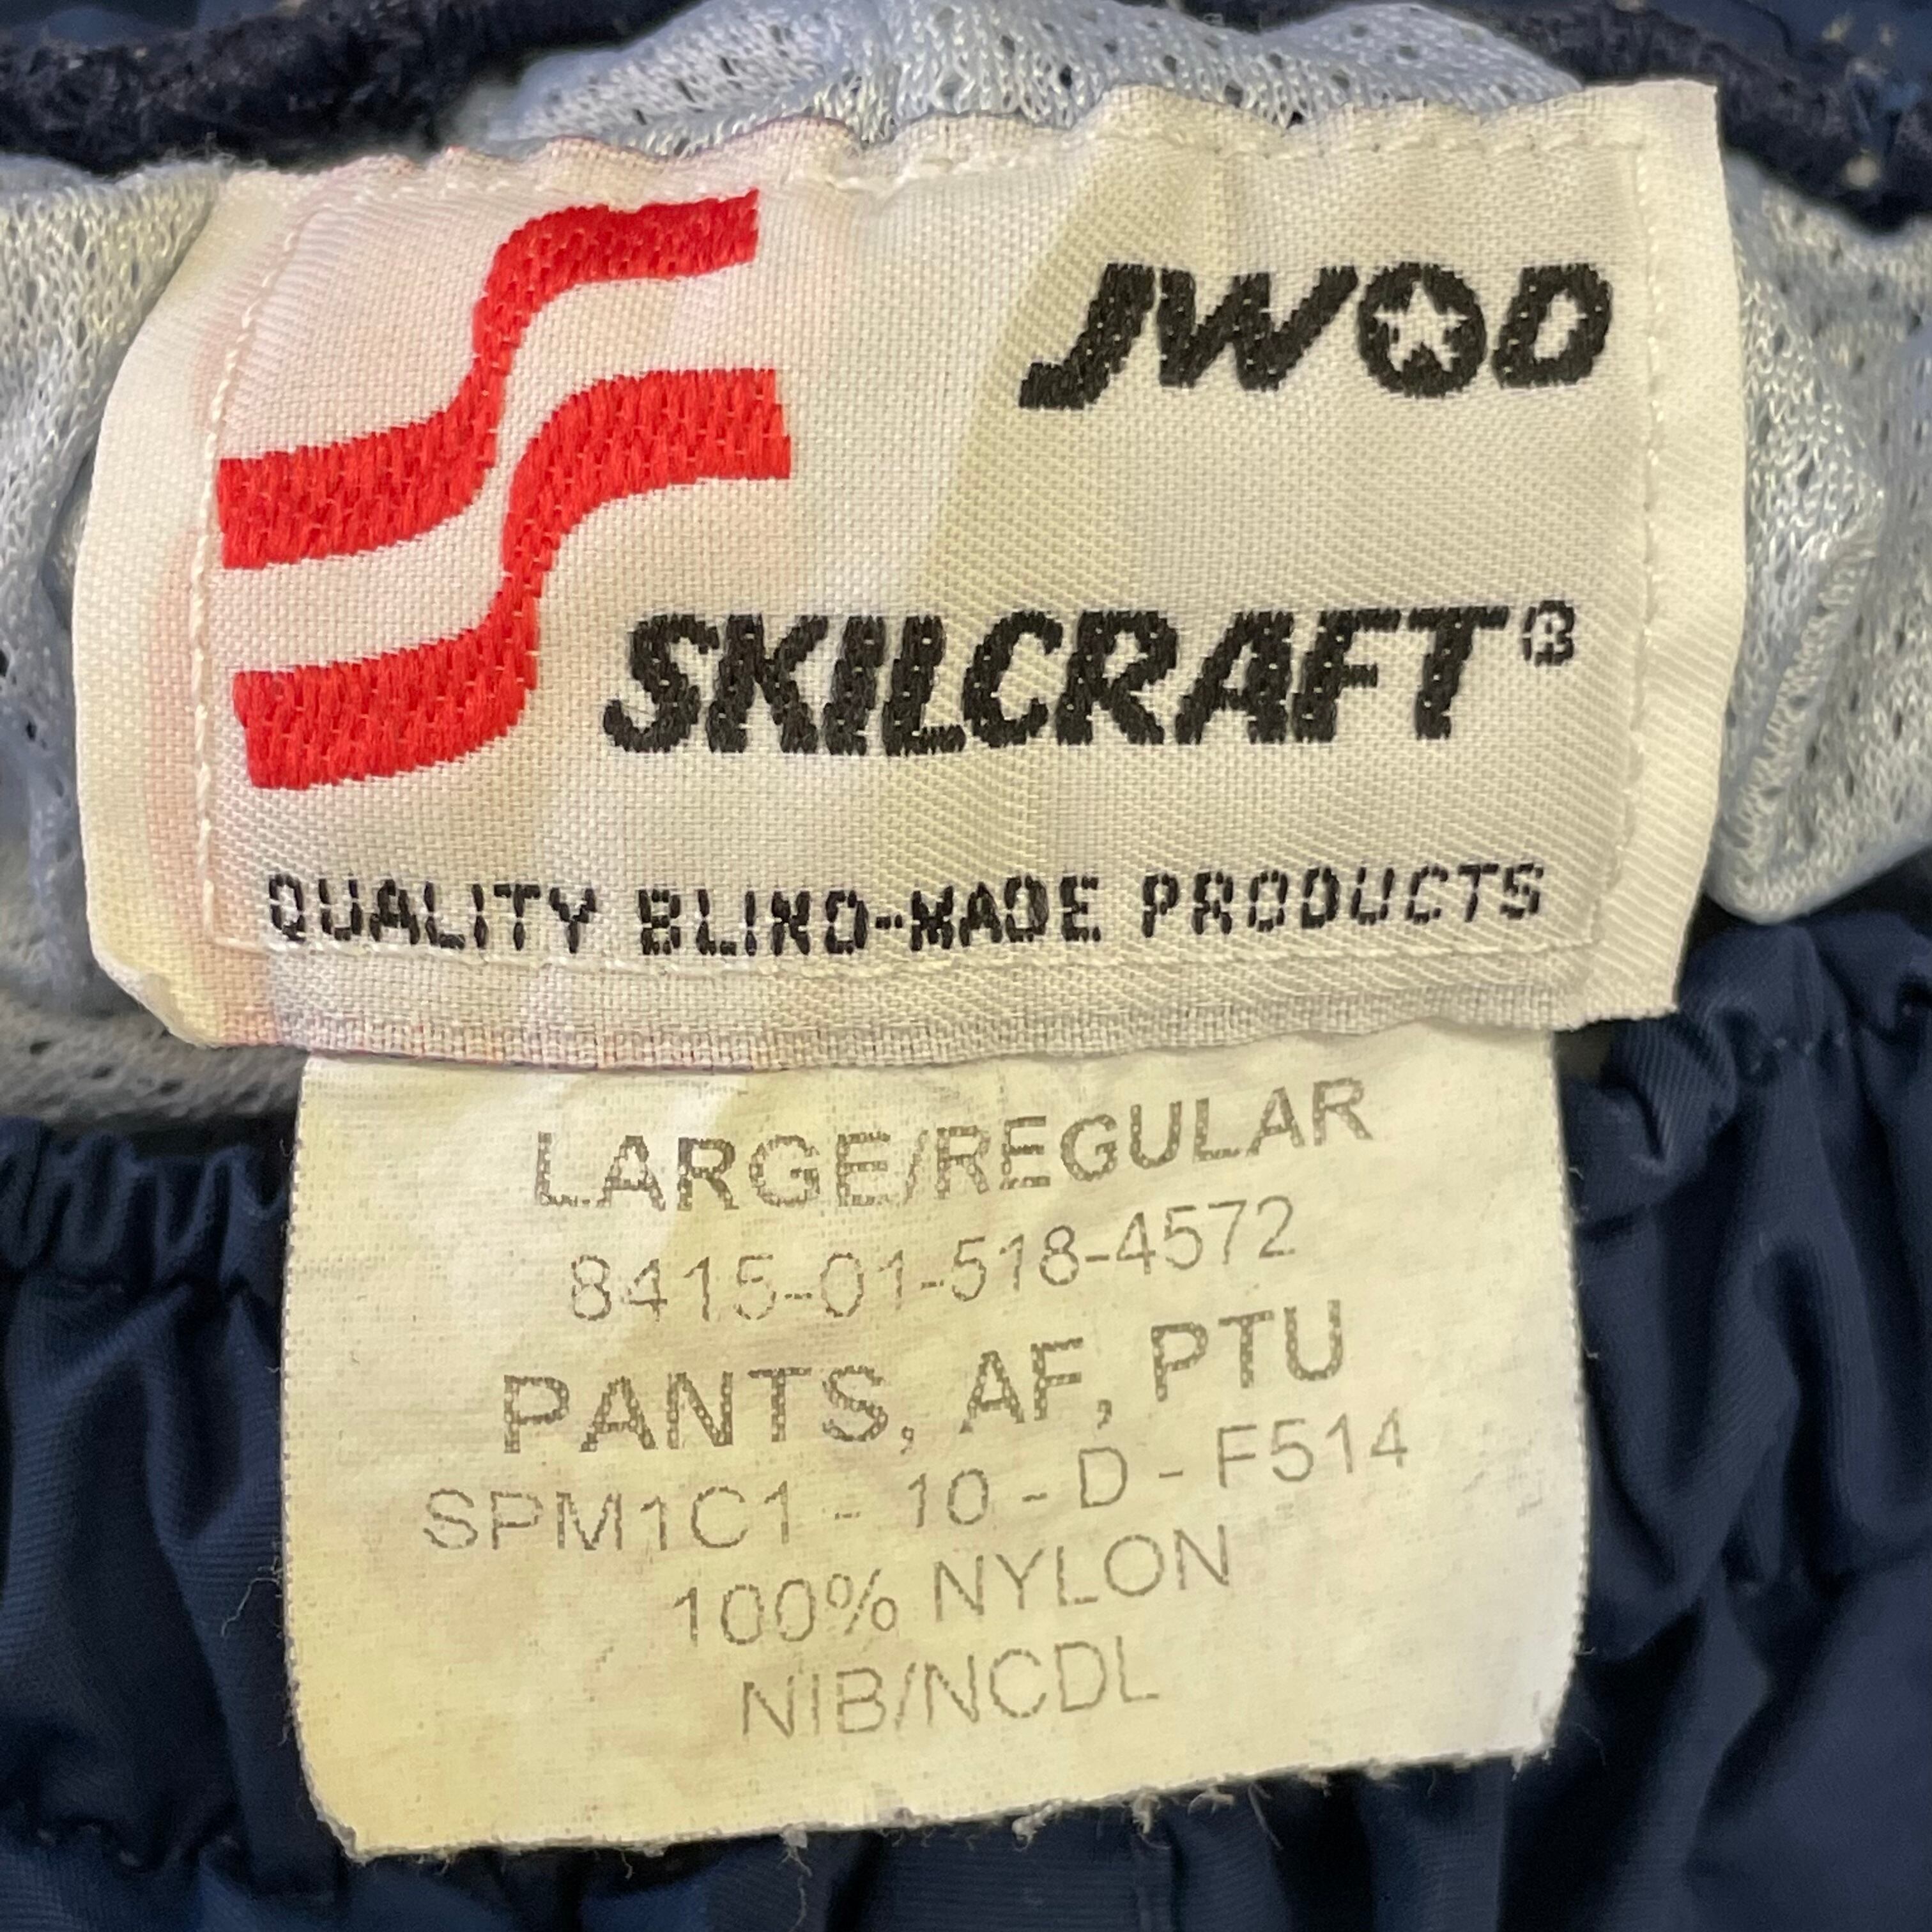 JWOD
SKILCRAFT®
QUALITY BLIND-MADE PRODUCTS
LARGE/REGULAR
8415-01-518-4572
PANTS, AF, PTU
SPM1C1 - 10 - D - F514
100% NYLON
NIB/NCDL